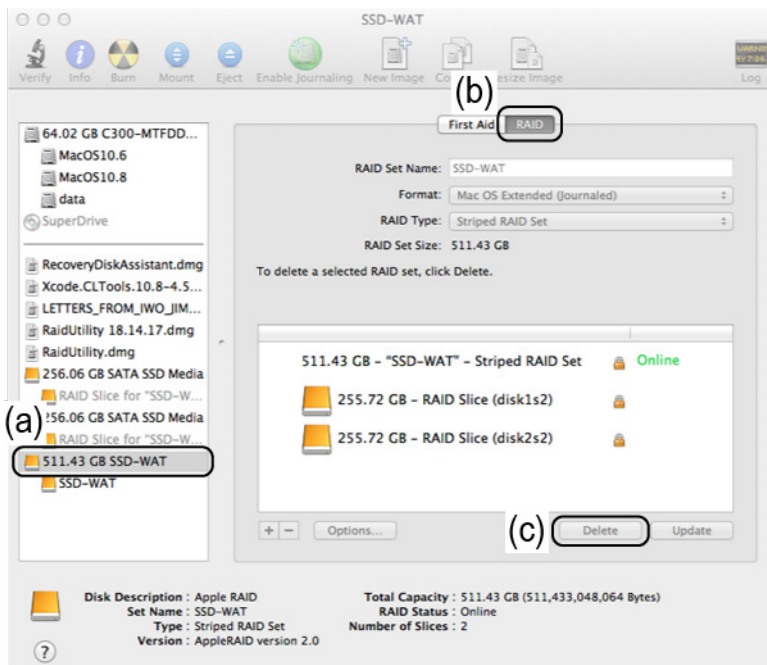 SSD-WAT
Verify Info Burn Mount Eject Enable Journaling New Image Resize Image Log
(b)
First Aid RAID
64.02 GB C300-MTFDD...
MacOS10.6
MacOS10.8
data
SuperDrive
RecoveryDiskAssistant.dmg
Xcode.CLTools.10.8-4.5...
LETTERS_FROM_IWO_JIM...
RaidUtility 18.14.17.dmg
RaidUtility.dmg
256.06 GB SATA SSD Media
RAID Slice for "SSD-W...
(a) 256.06 GB SATA SSD Media
RAID Slice for "SSD-W...
511.43 GB SSD-WAT
SSD-WAT
RAID Set Name: SSD-WAT
Format: Mac OS Extended (Journaled)
RAID Type: Striped RAID Set
RAID Set Size: 511.43 GB
To delete a selected RAID set, click Delete.
511.43 GB - "SSD-WAT" - Striped RAID Set Online
255.72 GB - RAID Slice (disk1s2)
255.72 GB - RAID Slice (disk2s2)
+ - Options... (c) Delete Update
Disk Description : Apple RAID
Set Name : SSD-WAT
Type : Striped RAID Set
Version : AppleRAID version 2.0
Total Capacity : 511.43 GB (511,433,048,064 Bytes)
RAID Status : Online
Number of Slices : 2
?